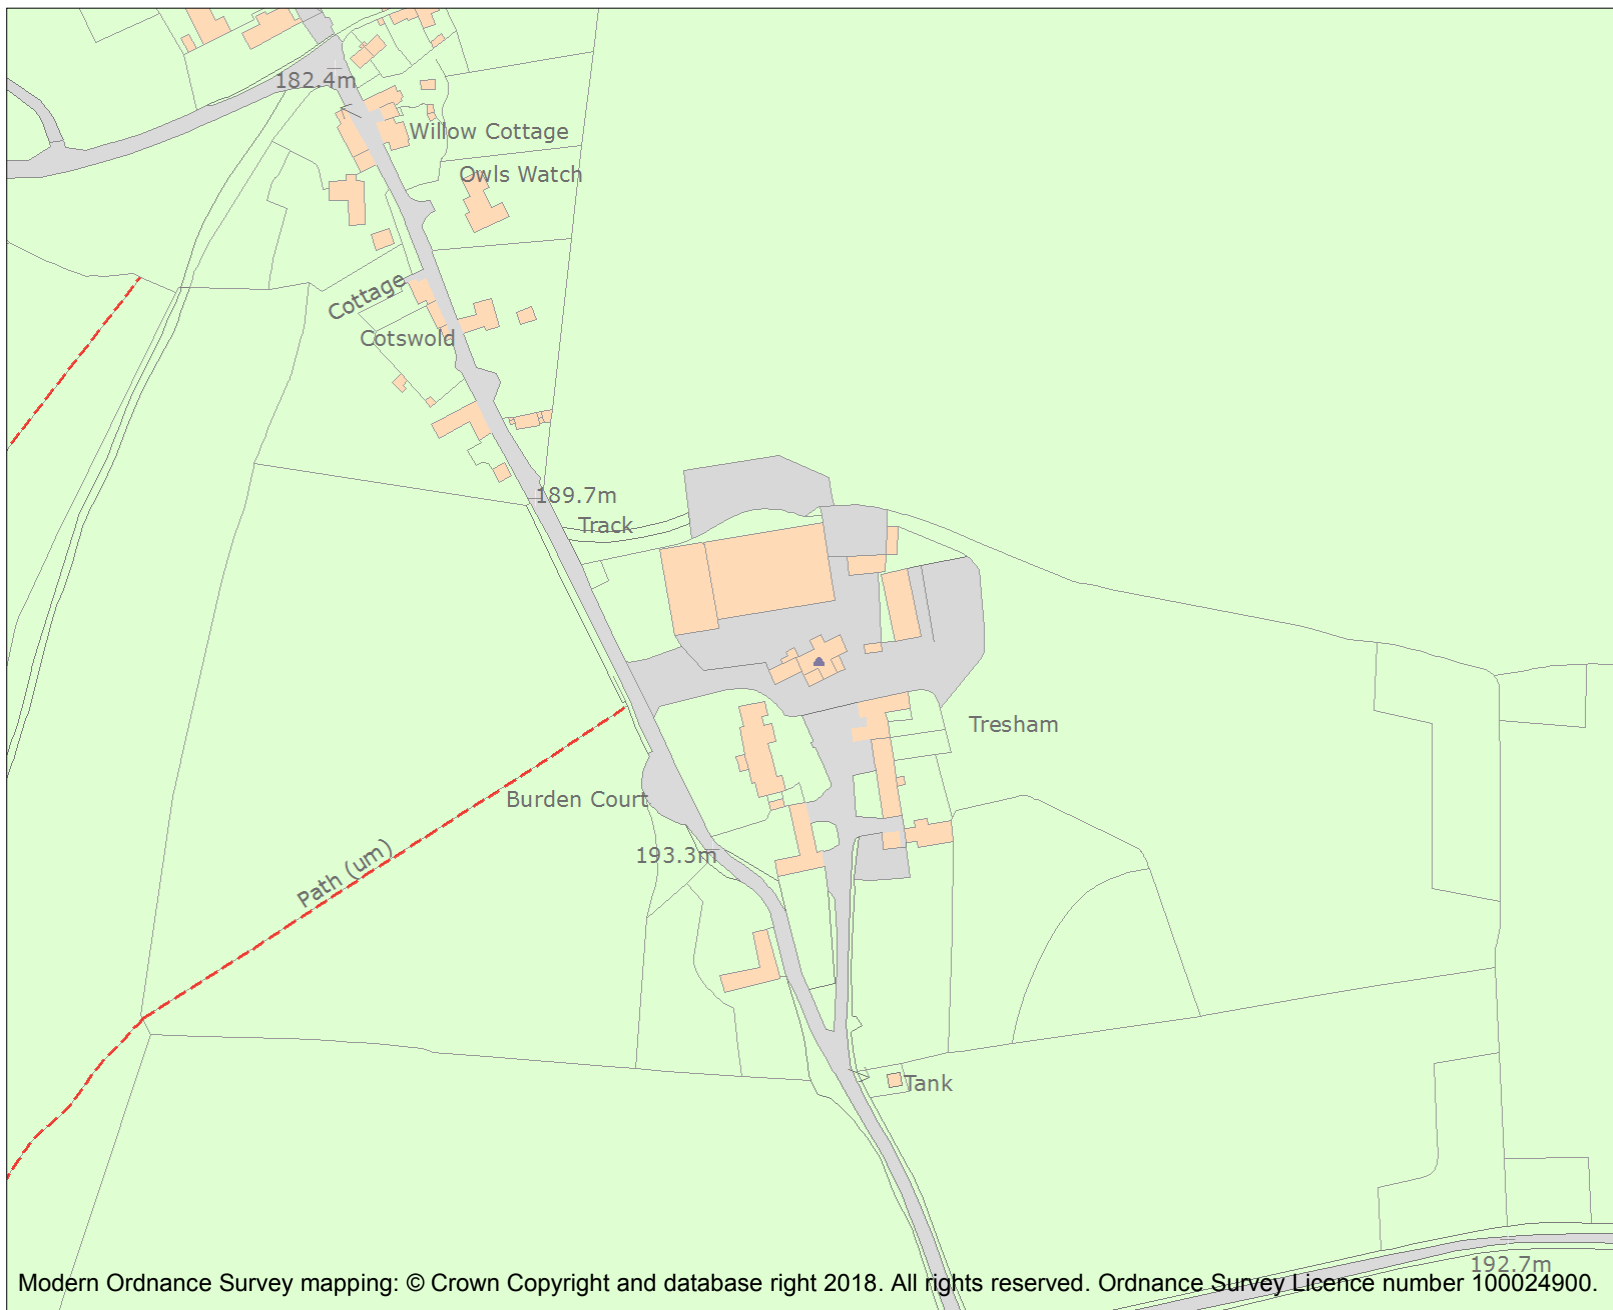 182.4m
Willow Cottage
Owls Watch
Cottage
Cotswold
189.7m
Track
Tresham
Burden Court
193.3m
Path (um)
Tank
192.7m
Modern Ordnance Survey mapping: © Crown Copyright and database right 2018. All rights reserved. Ordnance Survey Licence number 100024900.